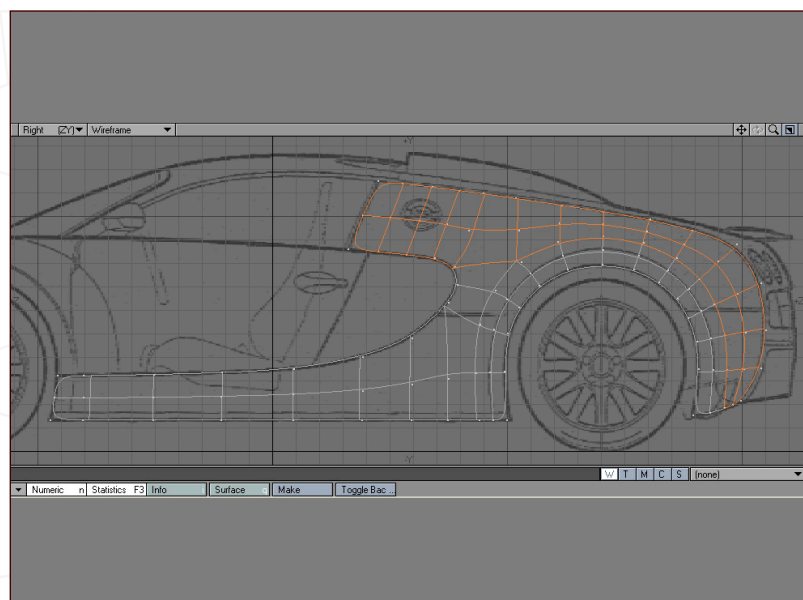 Right (ZY) Wireframe
+Y
+Z
-Y
W T M C S (none)
Numeric n Statistics F3 Info i Surface q Make Toggle Bac ...